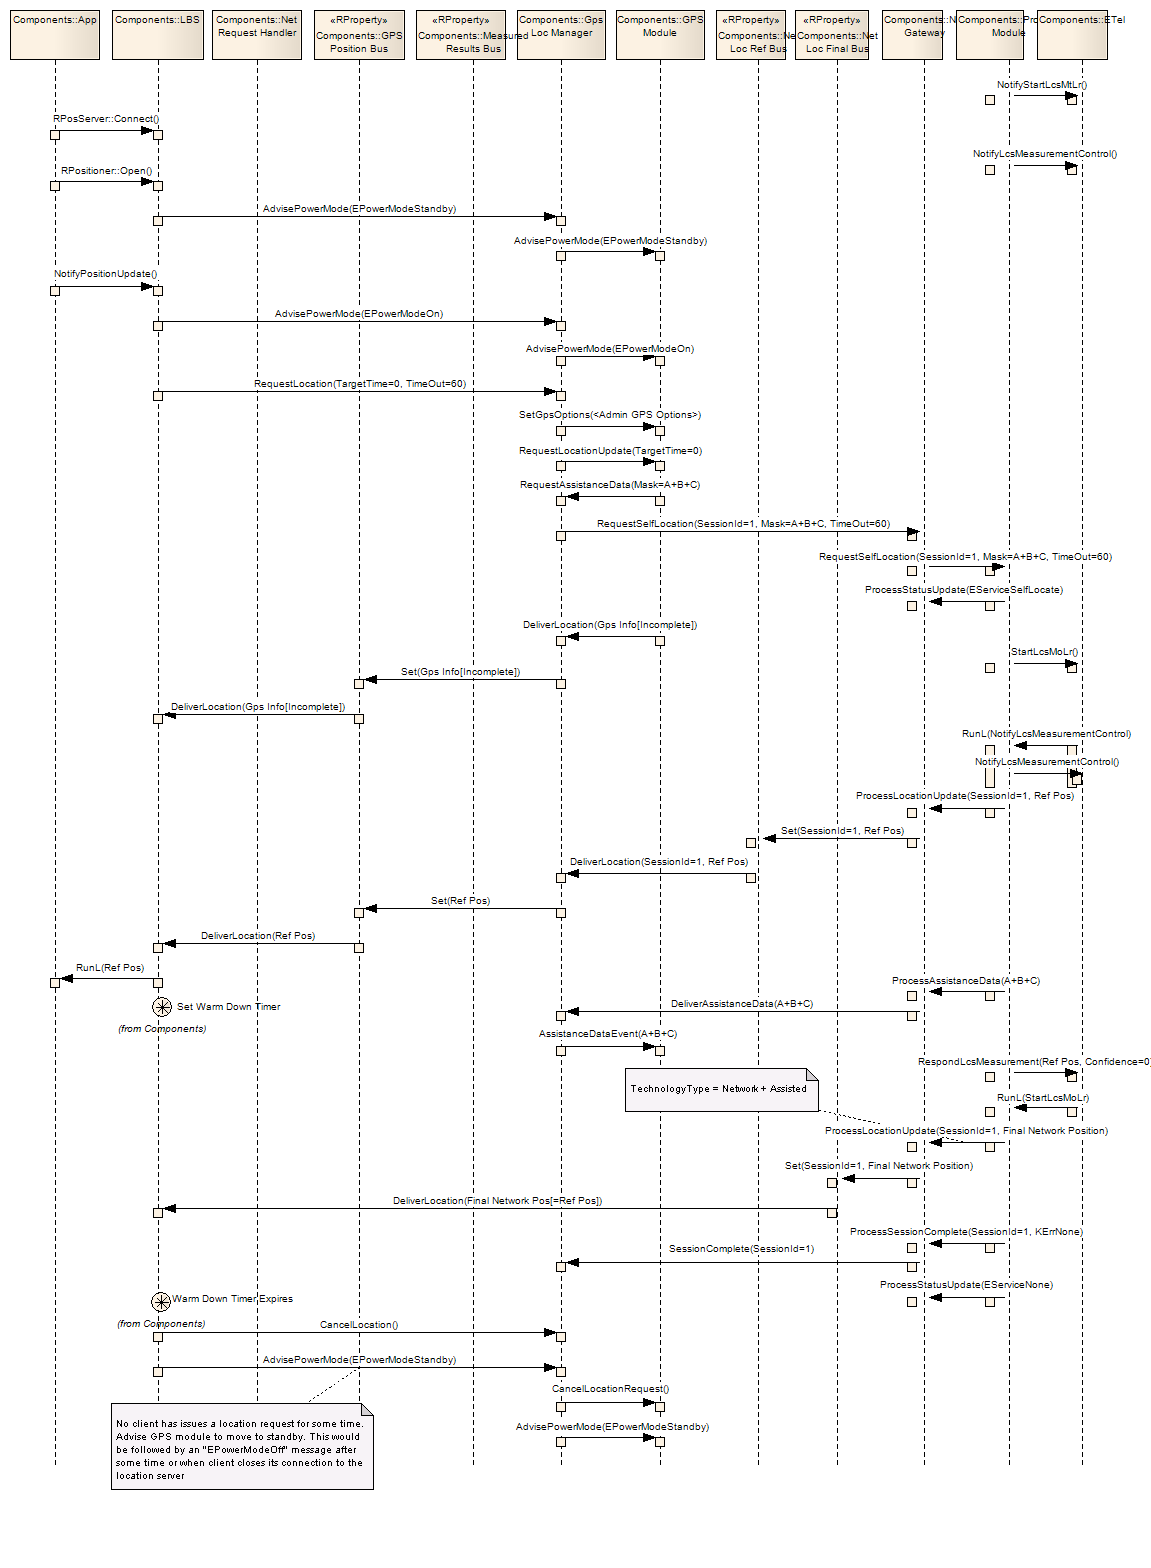 Components::App
Components::LBS
Components::Net
Request Handler
«RProperty»
Components::GPS
Position Bus
«RProperty»
Components::Measured
Results Bus
Components::Gps
Loc Manager
Components::GPS
Module
«RProperty»
Components::Ne
Loc Ref Bus
«RProperty»
Components::Net
Loc Final Bus
Components::N
Gateway
Components::Pro
Module
Components::ETel
NotifyStartLcsMtLr()
RPosServer::Connect()
NotifyLcsMeasurementControl()
RPositioner::Open()
AdvisePowerMode(EPowerModeStandby)
AdvisePowerMode(EPowerModeStandby)
NotifyPositionUpdate()
AdvisePowerMode(EPowerModeOn)
AdvisePowerMode(EPowerModeOn)
RequestLocation(TargetTime=0, TimeOut=60)
SetGpsOptions(<Admin GPS Options>)
RequestLocationUpdate(TargetTime=0)
RequestAssistanceData(Mask=A+B+C)
RequestSelfLocation(SessionId=1, Mask=A+B+C, TimeOut=60)
RequestSelfLocation(SessionId=1, Mask=A+B+C, TimeOut=60)
ProcessStatusUpdate(EServiceSelfLocate)
DeliverLocation(Gps Info[Incomplete])
StartLcsMoLr()
Set(Gps Info[Incomplete])
DeliverLocation(Gps Info[Incomplete])
RunL(NotifyLcsMeasurementControl)
NotifyLcsMeasurementControl()
ProcessLocationUpdate(SessionId=1, Ref Pos)
Set(SessionId=1, Ref Pos)
DeliverLocation(SessionId=1, Ref Pos)
Set(Ref Pos)
DeliverLocation(Ref Pos)
RunL(Ref Pos)
ProcessAssistanceData(A+B+C)
Set Warm Down Timer
(from Components)
DeliverAssistanceData(A+B+C)
AssistanceDataEvent(A+B+C)
RespondLcsMeasurement(Ref Pos, Confidence=0)
TechnologyType = Network + Assisted
RunL(StartLcsMoLr)
ProcessLocationUpdate(SessionId=1, Final Network Position)
Set(SessionId=1, Final Network Position)
DeliverLocation(Final Network Pos[=Ref Pos])
ProcessSessionComplete(SessionId=1, KErrNone)
SessionComplete(SessionId=1)
ProcessStatusUpdate(EServiceNone)
Warm Down Timer Expires
(from Components)
CancelLocation()
AdvisePowerMode(EPowerModeStandby)
CancelLocationRequest()
No client has issues a location request for some time.
Advise GPS module to move to standby. This would
be followed by an "EPowerModeOff" message after
some time or when client closes its connection to the
location server
AdvisePowerMode(EPowerModeStandby)